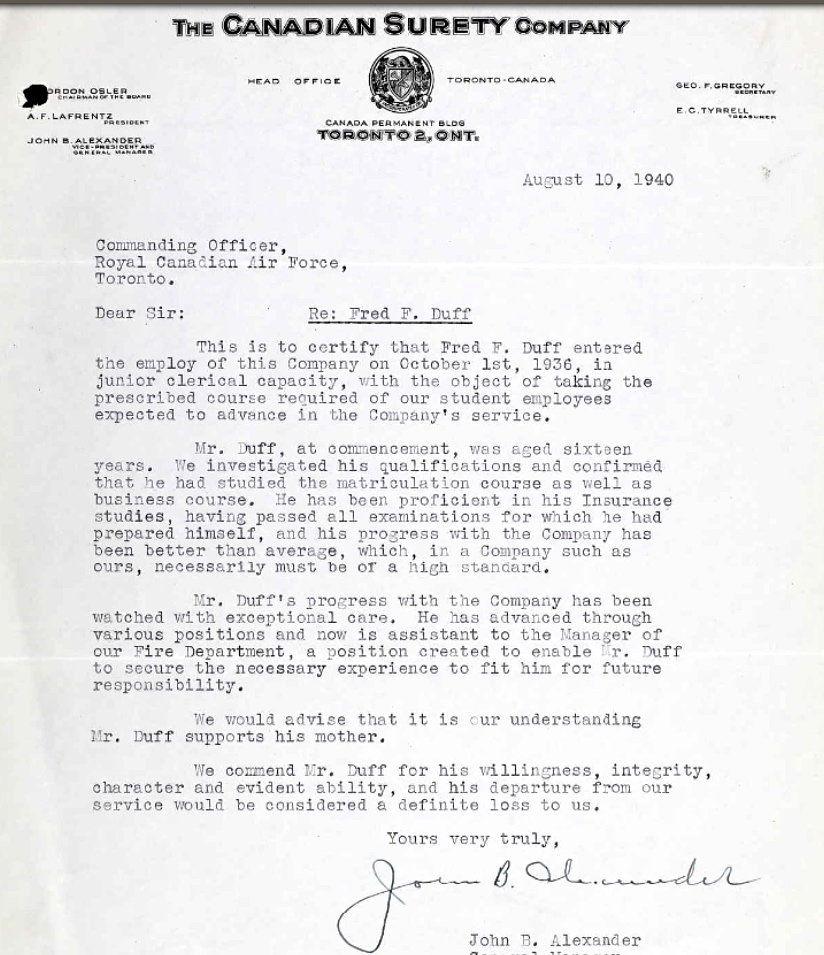 THE CANADIAN SURETY COMPANY
HEAD OFFICE TORONTO-CANADA
CANADA PERMANENT BLDG
TORONTO 2, ONT.
ORDON OSLER
CHAIRMAN OF THE BOARD
A. F. LAFRENTZ
PRESIDENT
JOHN B. ALEXANDER
VICE-PRESIDENT AND
GENERAL MANAGER
GEO. F. GREGORY
SECRETARY
E. C. TYRRELL
TREASURER
August 10, 1940
Commanding Officer,
Royal Canadian Air Force,
Toronto.
Dear Sir: Re: Fred F. Duff
This is to certify that Fred F. Duff entered
the employ of this Company on October 1st, 1936, in
junior clerical capacity, with the object of taking the
prescribed course required of our student employees
expected to advance in the Company's service.
Mr. Duff, at commencement, was aged sixteen
years. We investigated his qualifications and confirmed
that he had studied the matriculation course as well as
business course. He has been proficient in his Insurance
studies, having passed all examinations for which he had
prepared himself, and his progress with the Company has
been better than average, which, in a Company such as
ours, necessarily must be of a high standard.
Mr. Duff's progress with the Company has been
watched with exceptional care. He has advanced through
various positions and now is assistant to the Manager of
our Fire Department, a position created to enable Mr. Duff
to secure the necessary experience to fit him for future
responsibility.
We would advise that it is our understanding
Mr. Duff supports his mother.
We commend Mr. Duff for his willingness, integrity,
character and evident ability, and his departure from our
service would be considered a definite loss to us.
Yours very truly,
John B. Alexander
John B. Alexander
General Manager